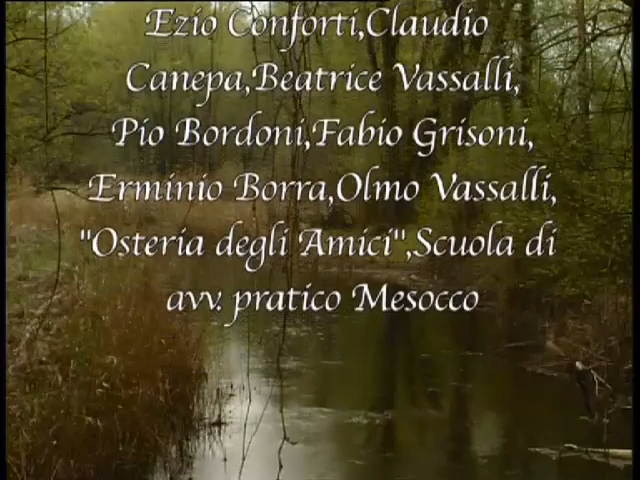 Ezio Conforti,Claudio
Canepa,Beatrice Vassalli,
Pio Bordoni,Fabio Grisoni,
Erminio Borra,Olmo Vassalli,
"Osteria degli Amici",Scuola di
avv. pratico Mesocco